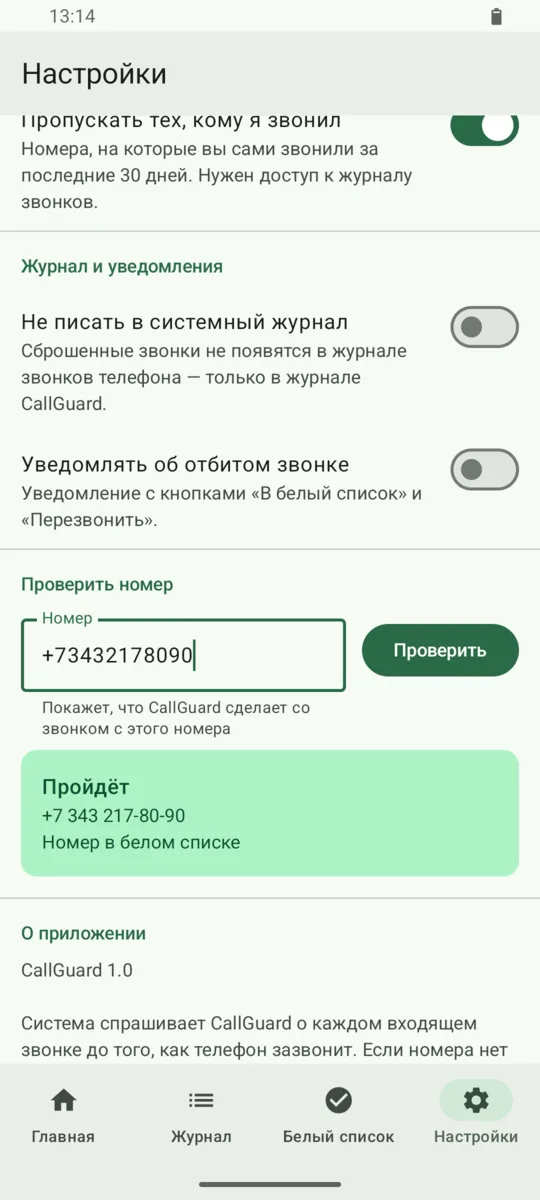 13:14
Настройки
Пропускать тех, кому я звонил
Номера, на которые вы сами звонили за
последние 30 дней. Нужен доступ к журналу
звонков.
Журнал и уведомления
Не писать в системный журнал
Сброшенные звонки не появятся в журнале
звонков телефона — только в журнале
CallGuard.
Уведомлять об отбитом звонке
Уведомление с кнопками «В белый список» и
«Перезвонить».
Проверить номер
Номер
+73432178090
Проверить
Покажет, что CallGuard сделает со
звонком с этого номера
Пройдёт
+7 343 217-80-90
Номер в белом списке
О приложении
CallGuard 1.0
Система спрашивает CallGuard о каждом входящем
звонке до того, как телефон зазвонит. Если номера нет
Главная
Журнал
Белый список
Настройки